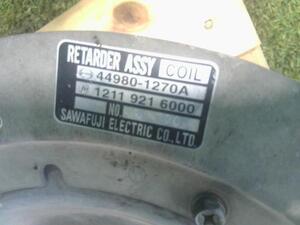 RETARDER ASSY COIL
44980-1270A
1211 921 6000
NO.
SAWAFUJI ELECTRIC CO., LTD.